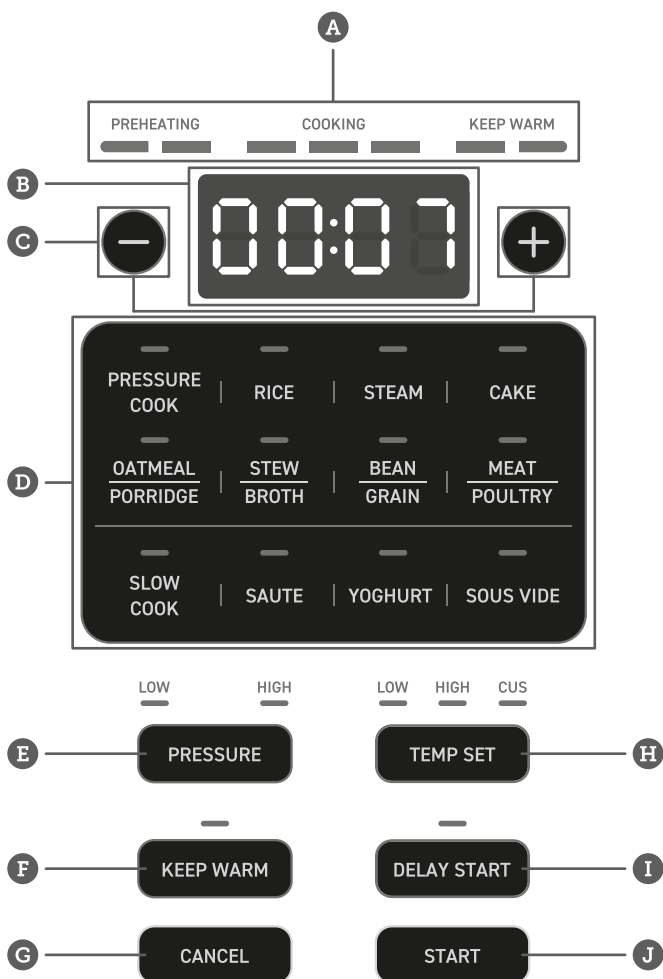 A
PREHEATING COOKING KEEP WARM
B
00:07
C
− +
PRESSURE COOK | RICE | STEAM | CAKE
D
OATMEAL PORRIDGE | STEW BROTH | BEAN GRAIN | MEAT POULTRY
SLOW COOK | SAUTE | YOGHURT | SOUS VIDE
LOW HIGH LOW HIGH CUS
E PRESSURE TEMP SET H
F KEEP WARM DELAY START I
G CANCEL START J